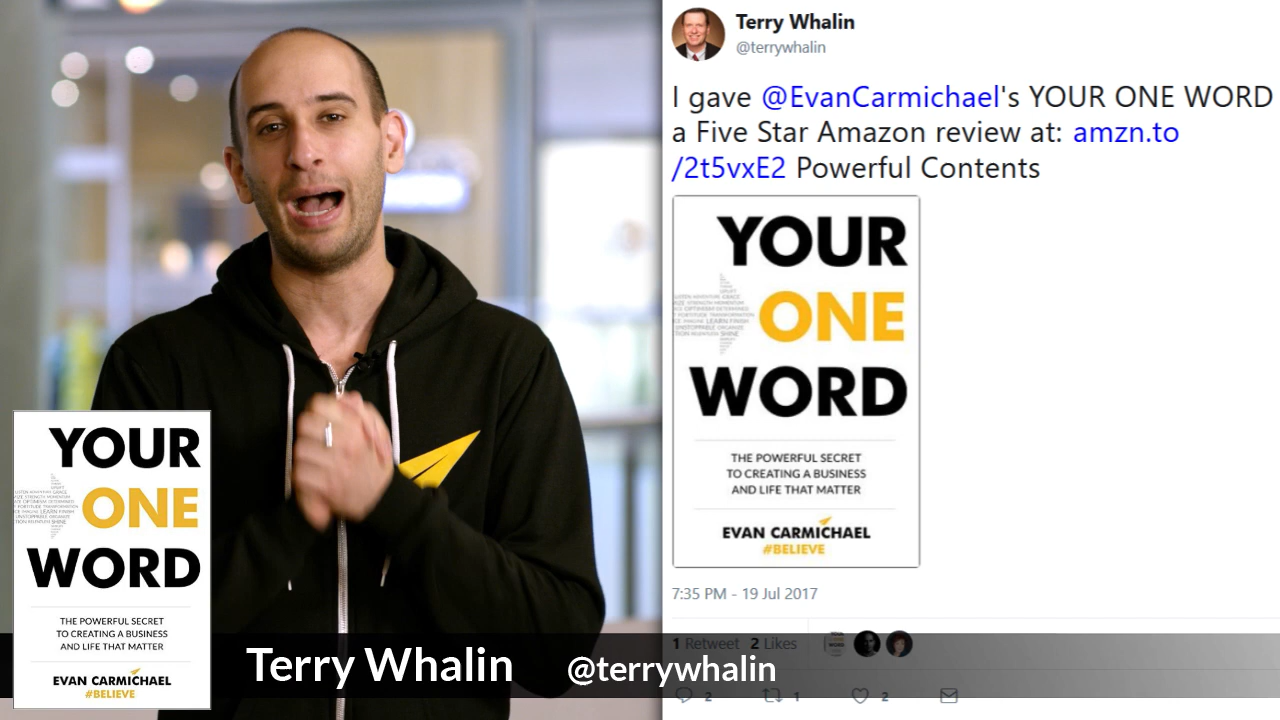 Terry Whalin
@terrywhalin
I gave @EvanCarmichael's YOUR ONE WORD
a Five Star Amazon review at: amzn.to
/2t5vxE2 Powerful Contents
YOUR
ONE
WORD
THE POWERFUL SECRET
TO CREATING A BUSINESS
AND LIFE THAT MATTER
EVAN CARMICHAEL
#BELIEVE
7:35 PM - 19 Jul 2017
1 Retweet 2 Likes
2 1 2
YOUR
ONE
WORD
THE POWERFUL SECRET
TO CREATING A BUSINESS
AND LIFE THAT MATTER
EVAN CARMICHAEL
#BELIEVE
Terry Whalin @terrywhalin